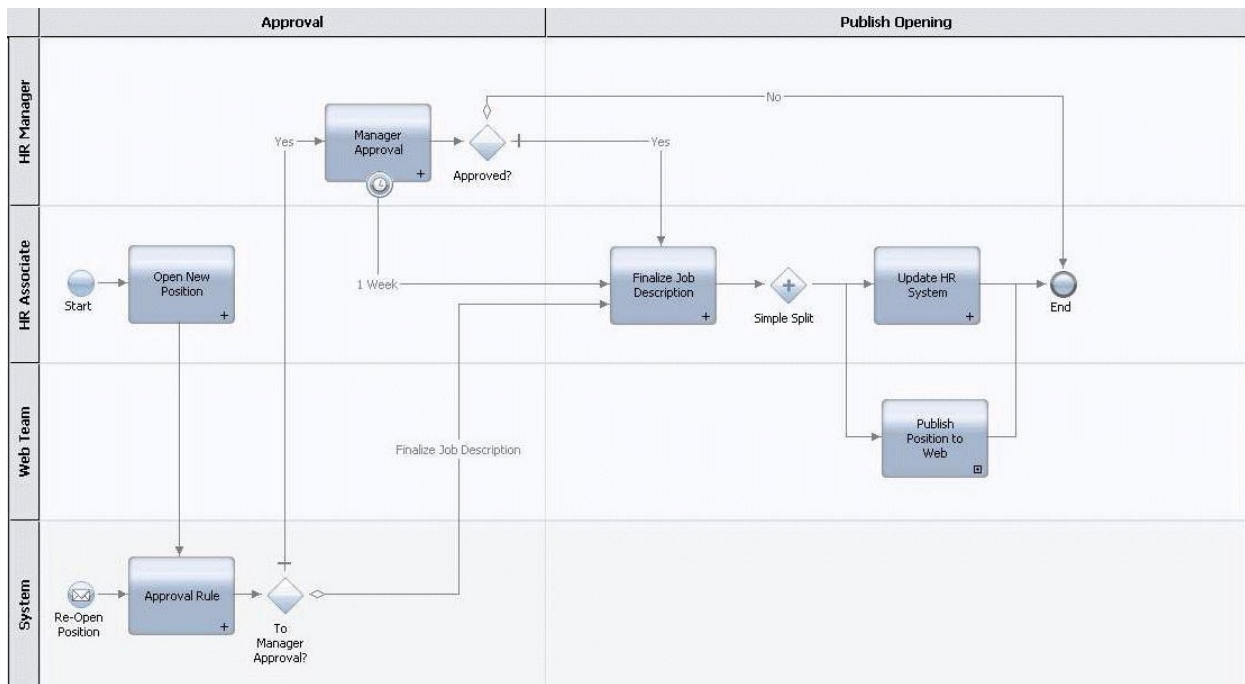 Approval
Publish Opening
HR Manager
No
Manager
Approval
Yes
Yes
Approved?
HR Associate
Open New
Position
Start
1 Week
Finalize Job
Description
Simple Split
Update HR
System
End
Web Team
Publish
Position to
Web
Finalize Job Description
System
Approval Rule
Re-Open
Position
To
Manager
Approval?